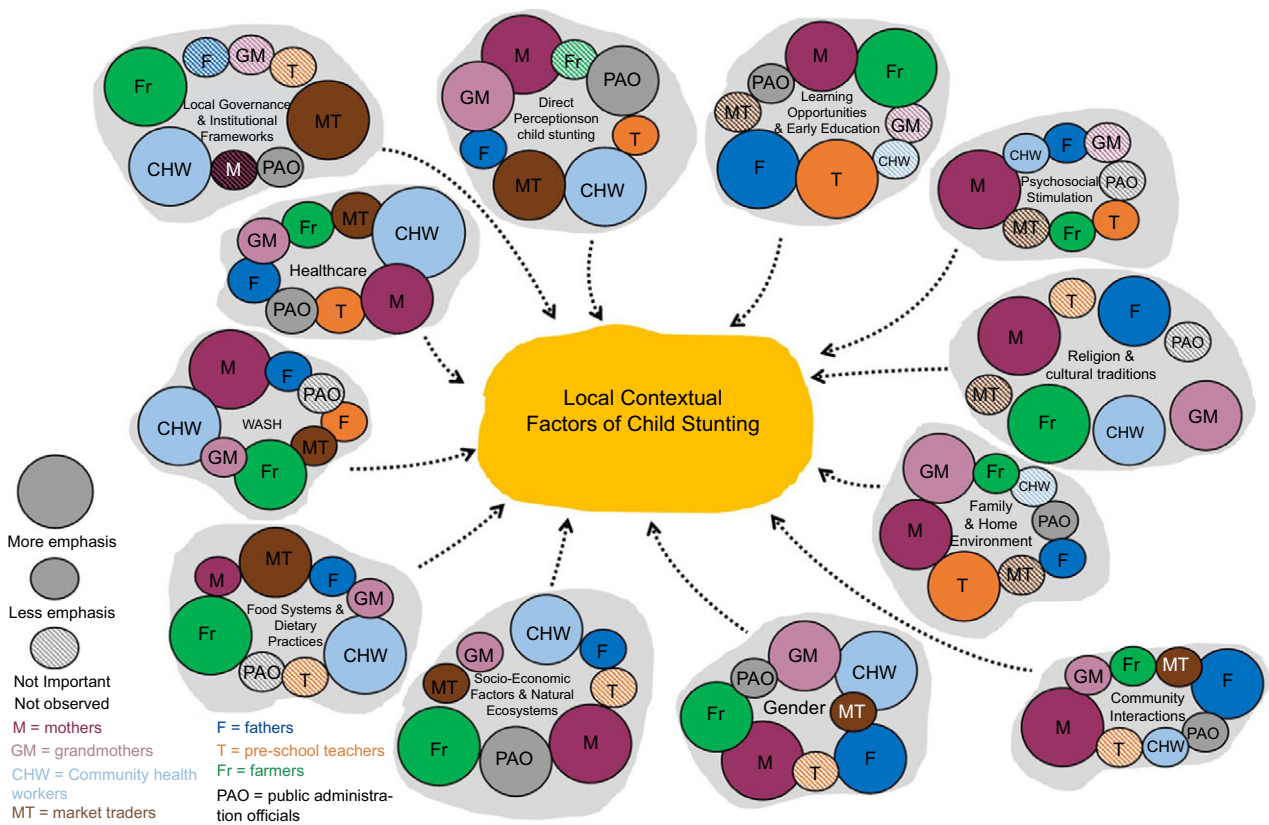 F
GM
T
Fr
Local Governance
& Institutional
Frameworks
MT
CHW
M
PAO
M
Fr
PAO
GM
Direct
Perceptionson
child stunting
T
F
MT
CHW
M
Fr
PAO
MT
Learning
Opportunities
& Early Education
GM
CHW
F
T
CHW
F
GM
M
Psychosocial
Stimulation
PAO
MT
Fr
T
Fr
MT
CHW
GM
Healthcare
F
PAO
T
M
T
F
M
PAO
Religion &
cultural traditions
MT
Fr
CHW
GM
M
F
PAO
CHW
WASH
F
MT
GM
Fr
Local Contextual
Factors of Child Stunting
GM
Fr
CHW
Family
& Home
Environment
M
PAO
F
T
MT
MT
M
F
GM
Food Systems &
Dietary
Practices
Fr
CHW
PAO
T
CHW
F
GM
MT
Socio-Economic
Factors & Natural
Ecosystems
T
Fr
PAO
M
GM
CHW
PAO
Gender
MT
Fr
M
T
F
Fr
MT
GM
F
Community
Interactions
M
T
CHW
PAO
More emphasis
Less emphasis
Not Important
Not observed
M = mothers
GM = grandmothers
CHW = Community health
workers
MT = market traders
F = fathers
T = pre-school teachers
Fr = farmers
PAO = public administra-
tion officials